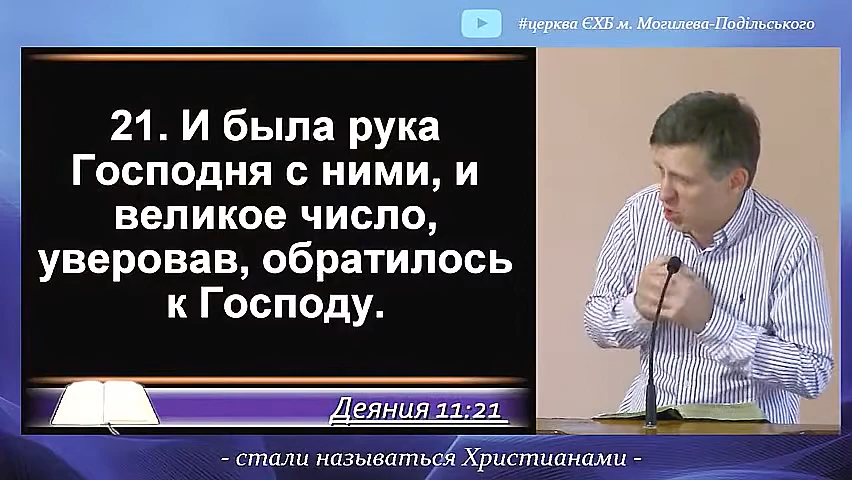 #церква ЄХБ м. Могилева-Подільського
21. И была рука
Господня с ними, и
великое число,
уверовав, обратилось
к Господу.
Деяния 11:21
- стали называться Христианами -